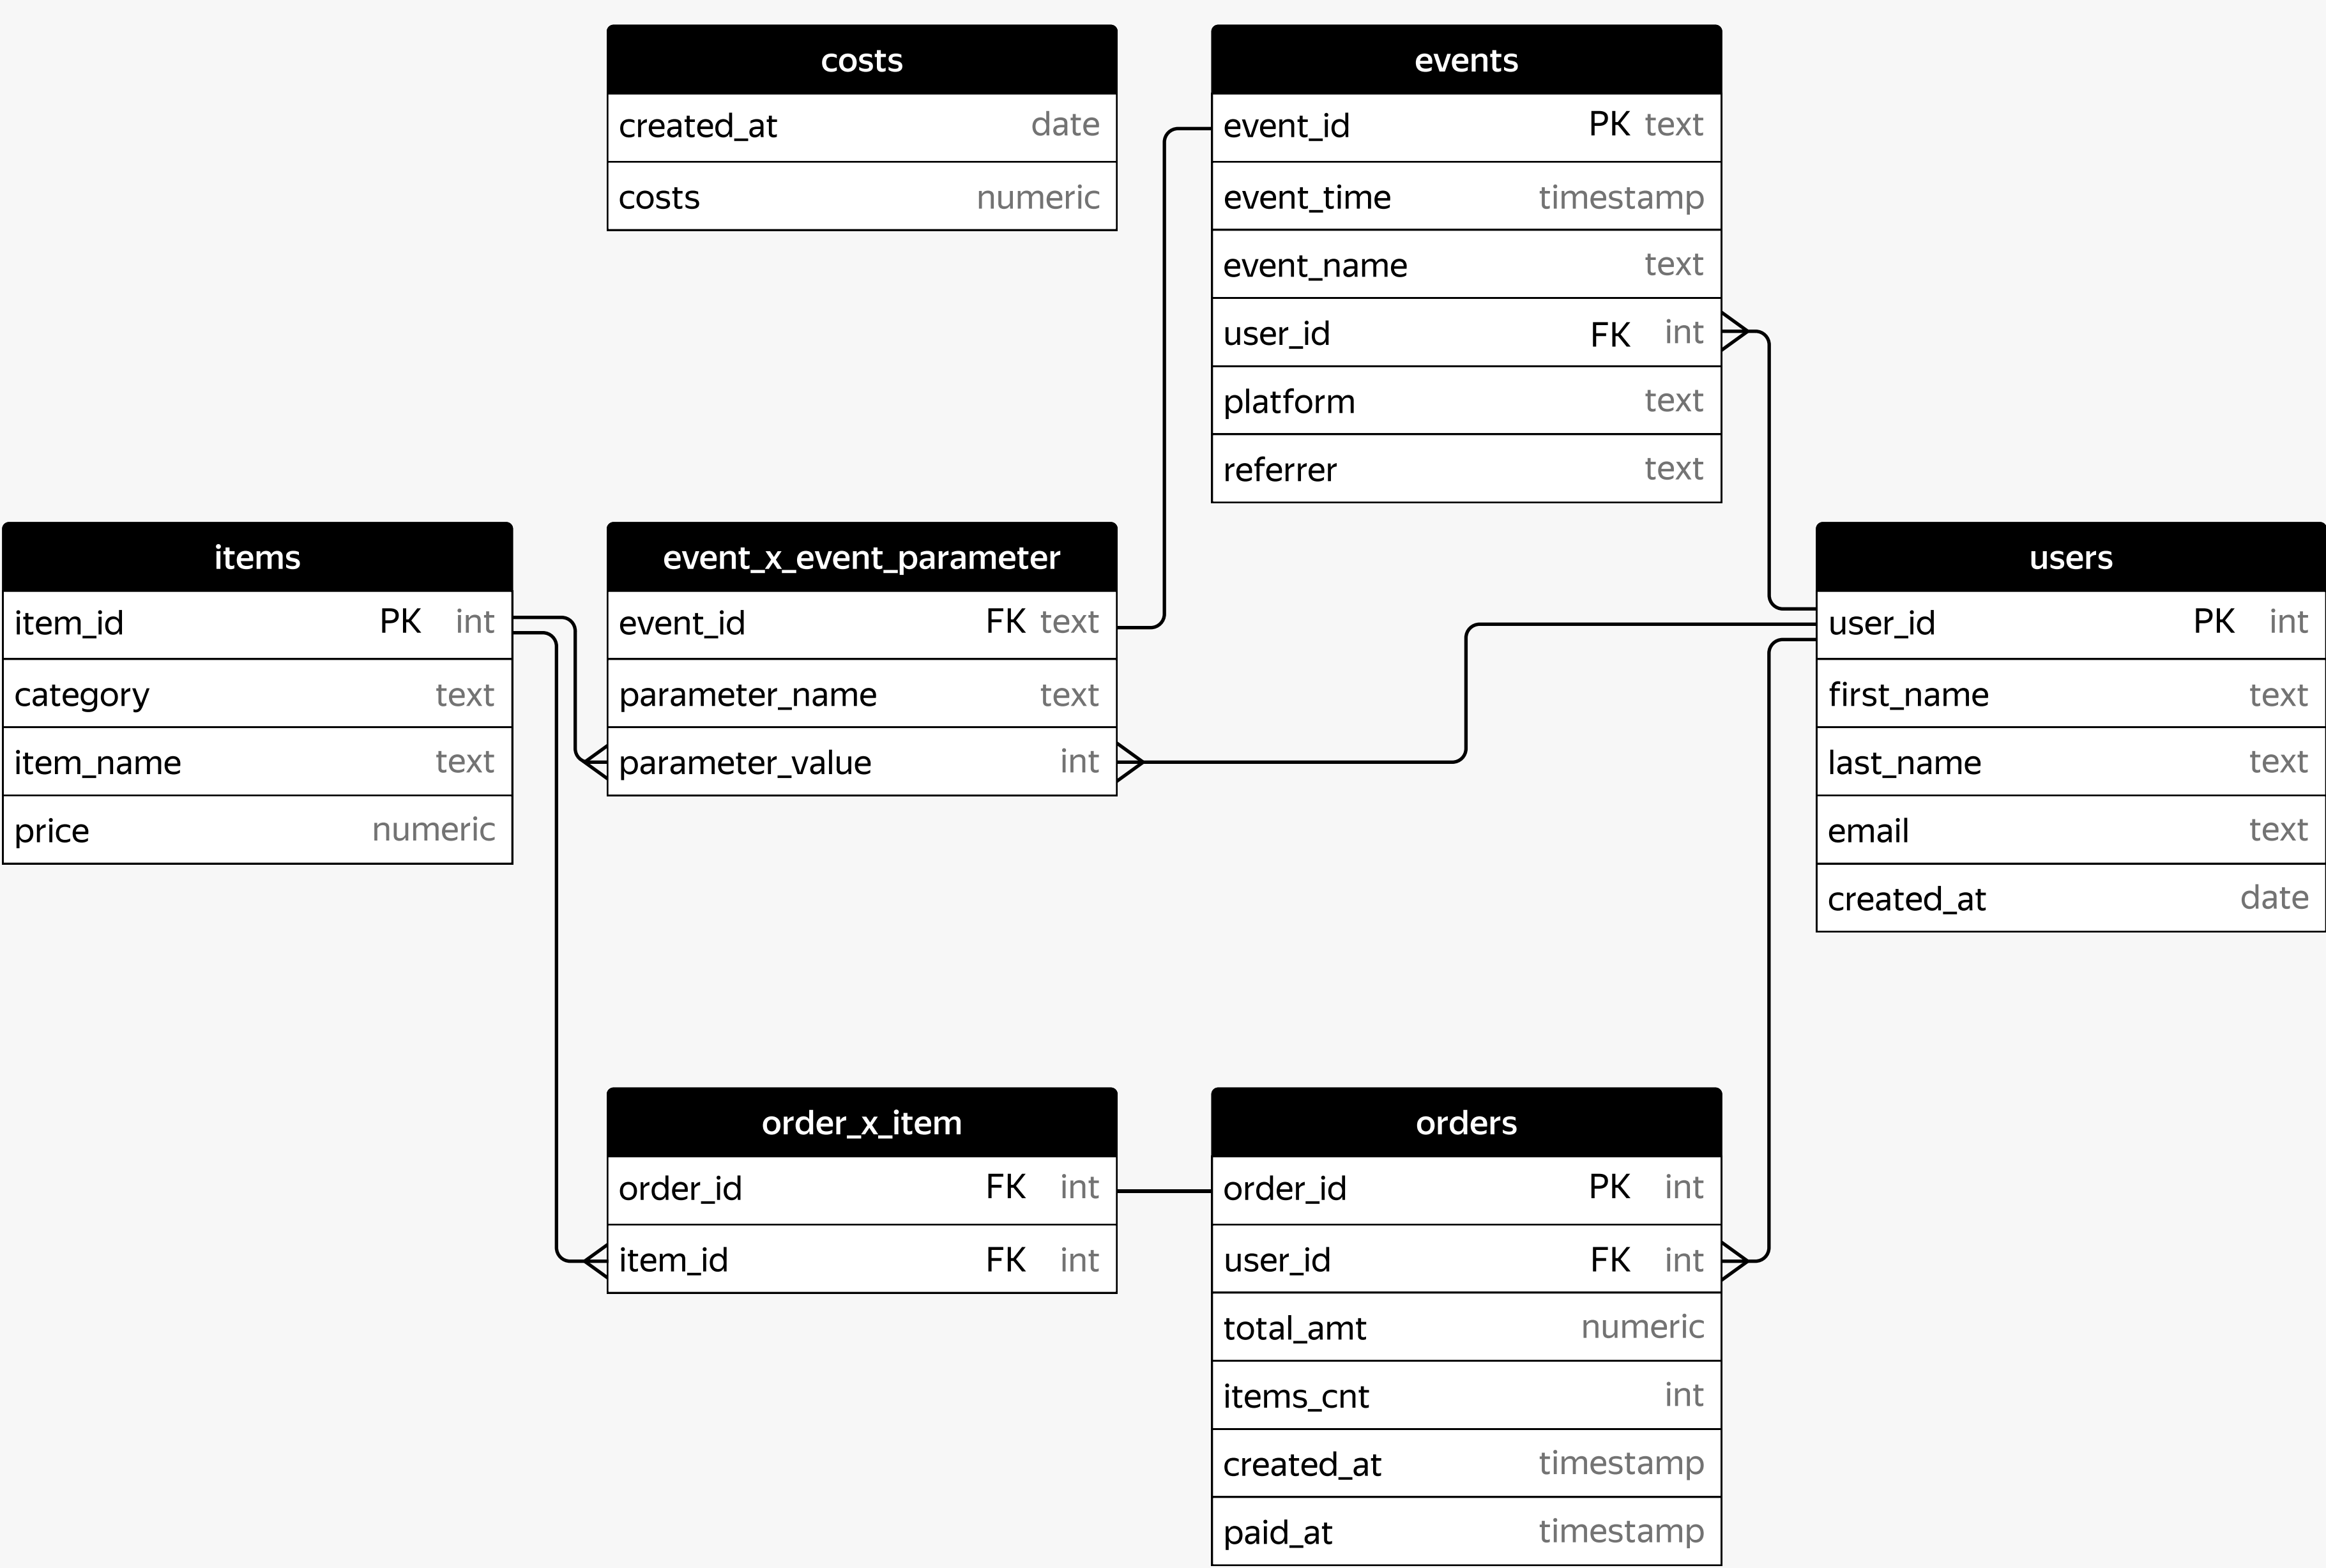 costs
created_at date
costs numeric
events
event_id PK text
event_time timestamp
event_name text
user_id FK int
platform text
referrer text
items
item_id PK int
category text
item_name text
price numeric
event_x_event_parameter
event_id FK text
parameter_name text
parameter_value int
users
user_id PK int
first_name text
last_name text
email text
created_at date
order_x_item
order_id FK int
item_id FK int
orders
order_id PK int
user_id FK int
total_amt numeric
items_cnt int
created_at timestamp
paid_at timestamp